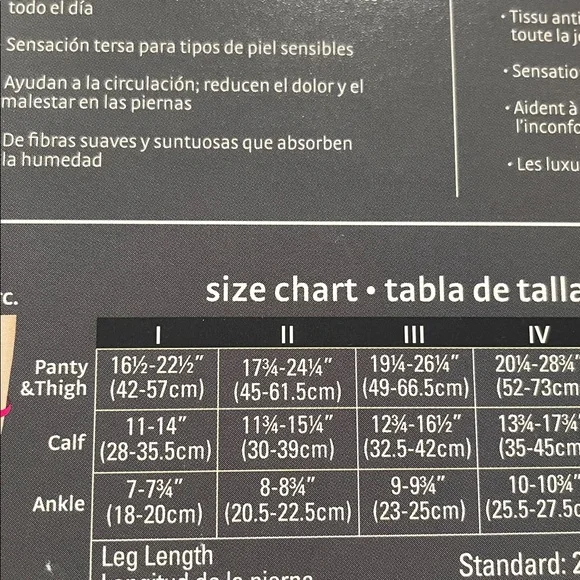 todo el día
Sensación tersa para tipos de piel sensibles
Ayudan a la circulación; reducen el dolor y el
malestar en las piernas
De fibras suaves y suntuosas que absorben
la humedad
• Tissu anti
toute la j
• Sensatio
• Aident à
l'inconfo
• Les luxu
rc.
size chart • tabla de talla
I II III IV
Panty &Thigh 16½-22½" (42-57cm) 17¾-24¼" (45-61.5cm) 19¼-26¼" (49-66.5cm) 20¼-28¾" (52-73cm
Calf 11-14" (28-35.5cm) 11¾-15¼" (30-39cm) 12¾-16½" (32.5-42cm) 13¾-17¾" (35-45cm
Ankle 7-7¾" (18-20cm) 8-8¾" (20.5-22.5cm) 9-9¾" (23-25cm) 10-10¾" (25.5-27.5c
Leg Length Standard: 2
Longitud de la pierna